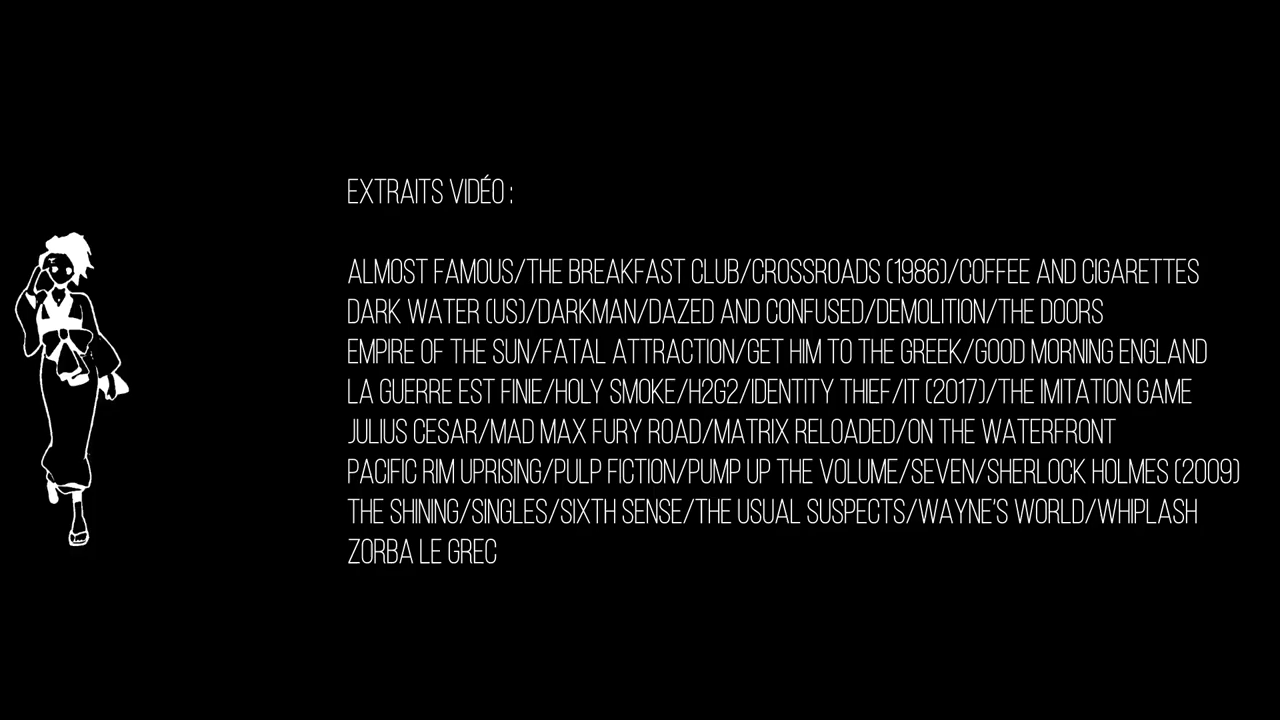 EXTRAITS VIDÉO :
ALMOST FAMOUS/THE BREAKFAST CLUB/CROSSROADS (1986)/COFFEE AND CIGARETTES
DARK WATER (US)/DARKMAN/DAZED AND CONFUSED/DEMOLITION/THE DOORS
EMPIRE OF THE SUN/FATAL ATTRACTION/GET HIM TO THE GREEK/GOOD MORNING ENGLAND
LA GUERRE EST FINIE/HOLY SMOKE/H2G2/IDENTITY THIEF/IT (2017)/THE IMITATION GAME
JULIUS CESAR/MAD MAX FURY ROAD/MATRIX RELOADED/ON THE WATERFRONT
PACIFIC RIM UPRISING/PULP FICTION/PUMP UP THE VOLUME/SEVEN/SHERLOCK HOLMES (2009)
THE SHINING/SINGLES/SIXTH SENSE/THE USUAL SUSPECTS/WAYNE'S WORLD/WHIPLASH
ZORBA LE GREC